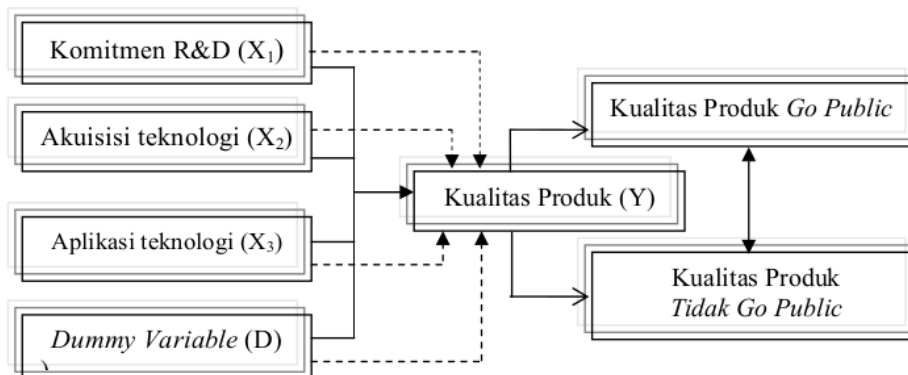 Komitmen R&D (X₁)
Akuisisi teknologi (X₂)
Aplikasi teknologi (X₃)
Dummy Variable (D)
)
Kualitas Produk (Y)
Kualitas Produk Go Public
Kualitas Produk
Tidak Go Public